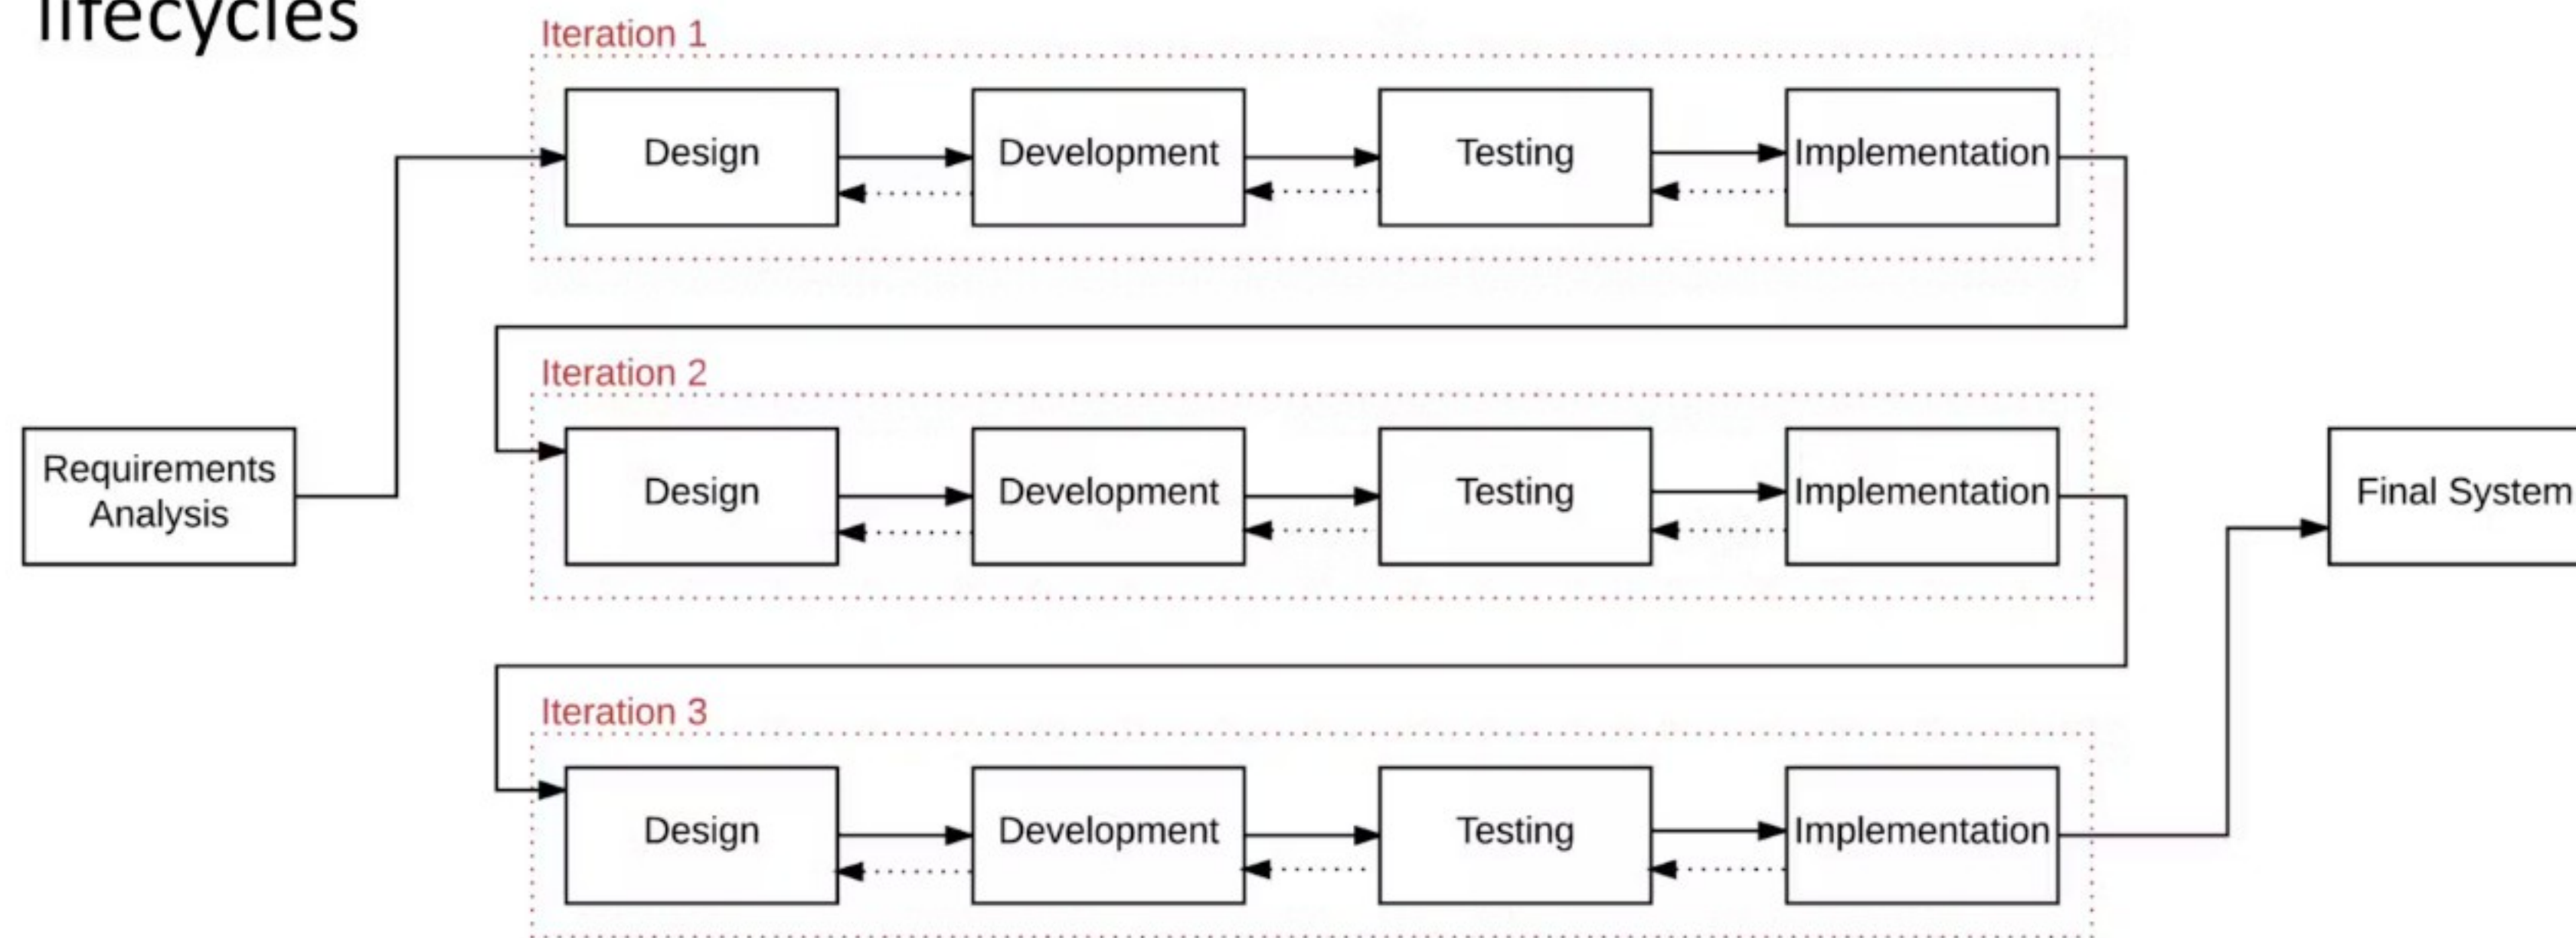 lifecycles
Iteration 1
Design
Development
Testing
Implementation
Iteration 2
Requirements
Analysis
Design
Development
Testing
Implementation
Final System
Iteration 3
Design
Development
Testing
Implementation